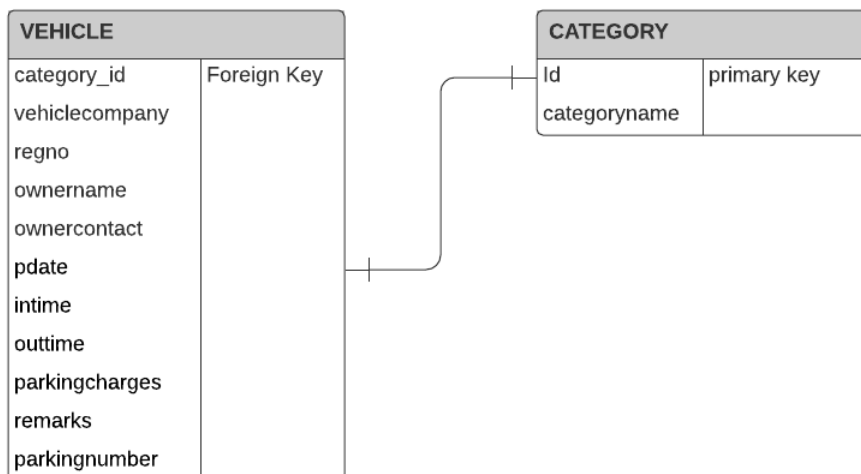 VEHICLE
category_id Foreign Key
vehiclecompany
regno
ownername
ownercontact
pdate
intime
outtime
parkingcharges
remarks
parkingnumber
CATEGORY
Id primary key
categoryname